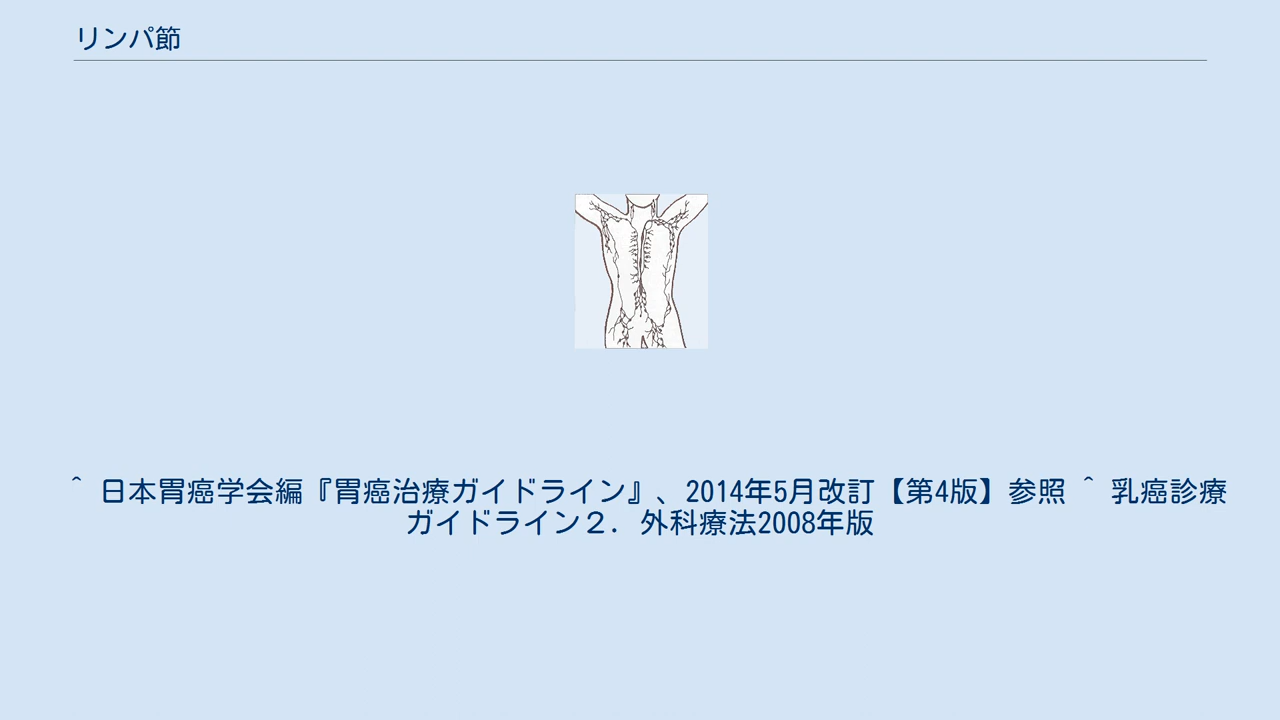 リンパ節
^ 日本胃癌学会編『胃癌治療ガイドライン』、2014年5月改訂【第4版】参照 ^ 乳癌診療
ガイドライン２．外科療法2008年版